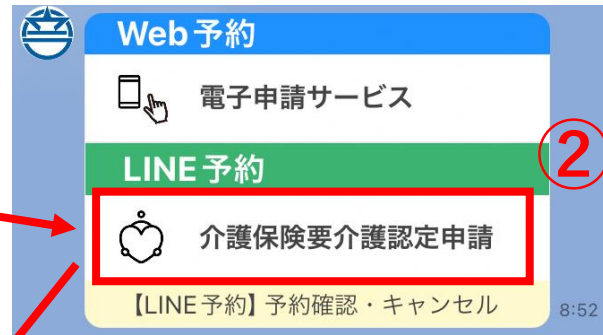 Web予約
電子申請サービス
②
LINE予約
介護保険要介護認定申請
【LINE予約】予約確認・キャンセル
8:52